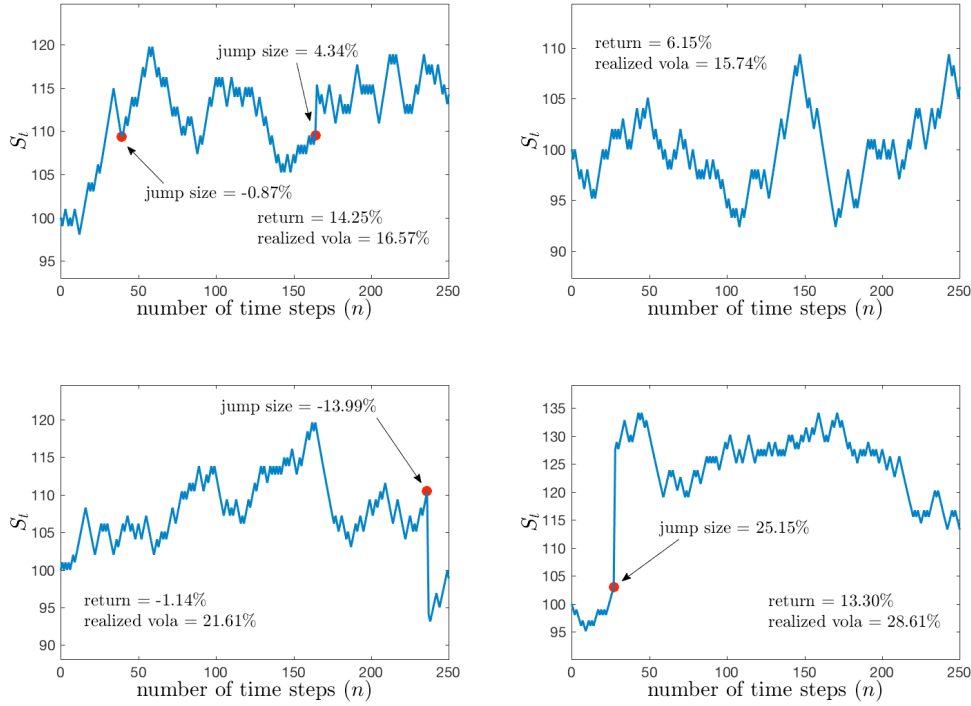 120
115
110
105
100
95
S_t
jump size = 4.34%
jump size = -0.87%
return = 14.25%
realized vola = 16.57%
0 50 100 150 200 250
number of time steps (n)
110
105
100
95
90
S_t
return = 6.15%
realized vola = 15.74%
0 50 100 150 200 250
number of time steps (n)
120
110
100
95
90
S_t
jump size = -13.99%
return = -1.14%
realized vola = 21.61%
0 50 100 150 200 250
number of time steps (n)
135
125
115
105
100
95
S_t
jump size = 25.15%
return = 13.30%
realized vola = 28.61%
0 50 100 150 200 250
number of time steps (n)